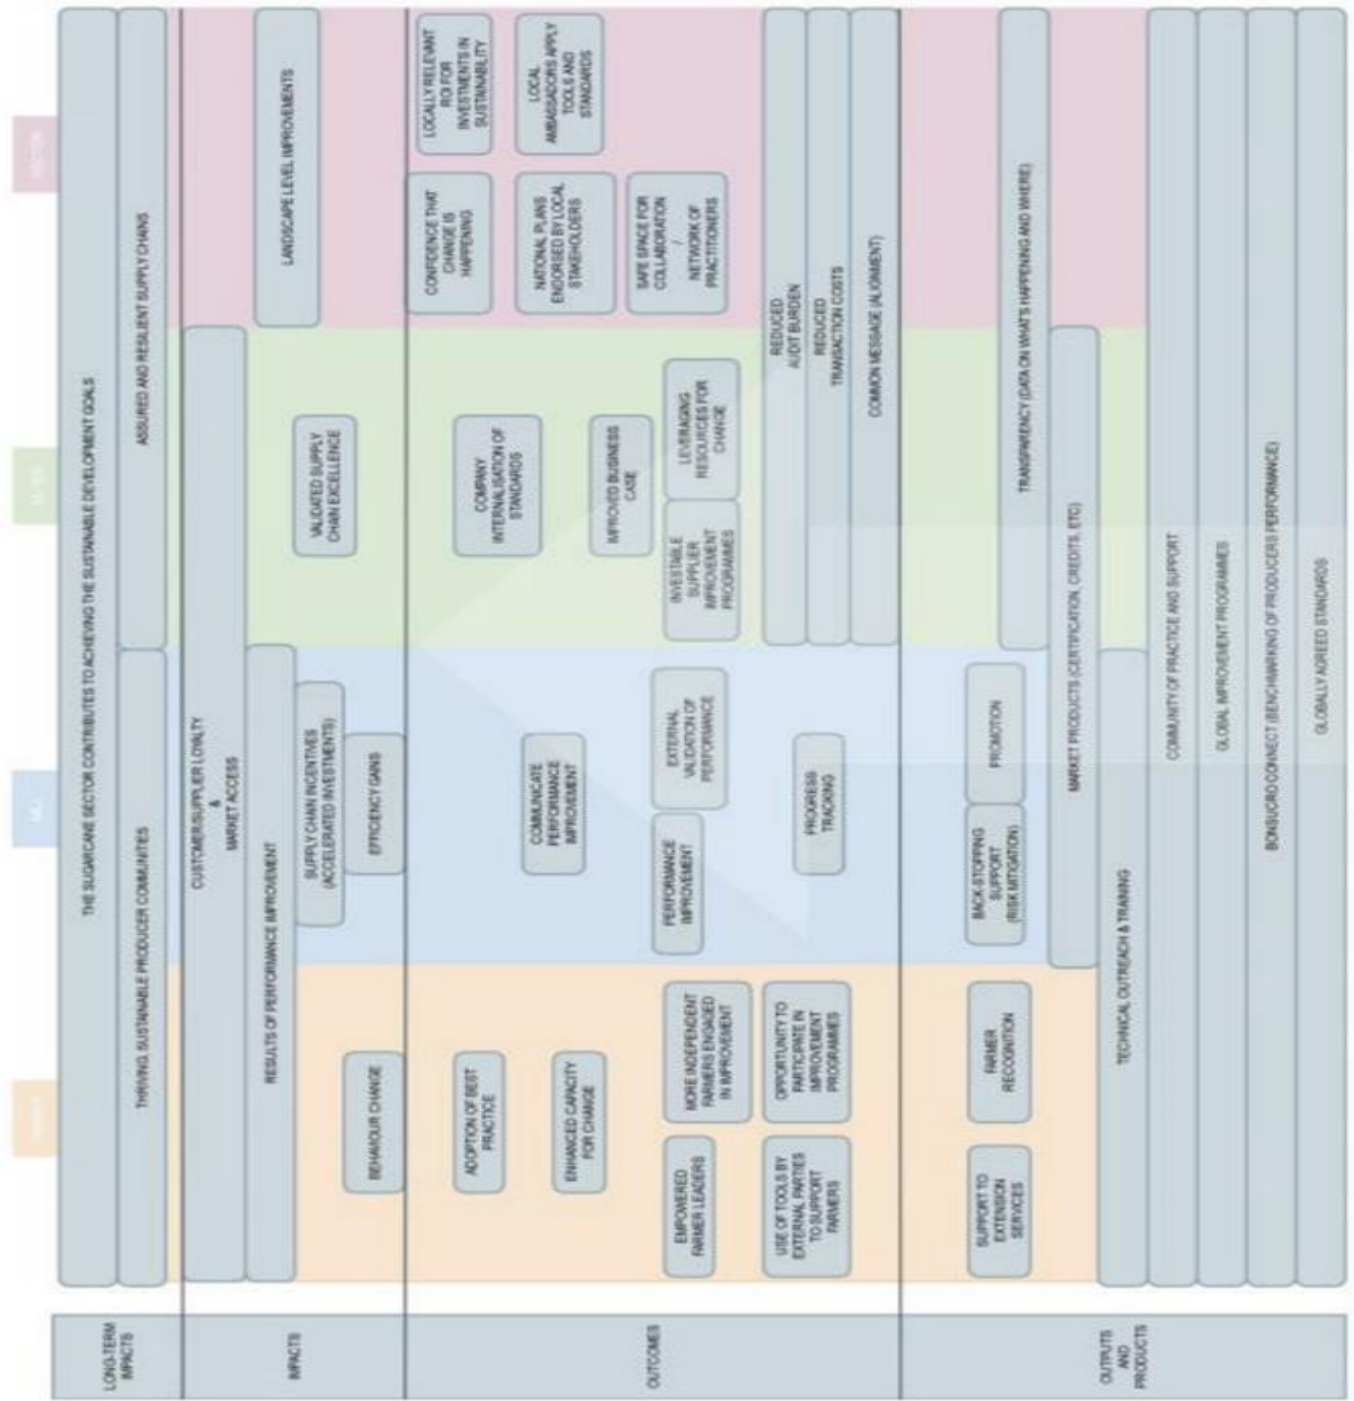 LONG-TERM
IMPACTS
THE SUGARCANE SECTOR CONTRIBUTES TO ACHIEVING THE SUSTAINABLE DEVELOPMENT GOALS
THRIVING, SUSTAINABLE PRODUCER COMMUNITIES
ASSURED AND RESILIENT SUPPLY CHAINS
IMPACTS
CUSTOMER/SUPPLIER LOYALTY
&
MARKET ACCESS
RESULTS OF PERFORMANCE IMPROVEMENT
LANDSCAPE LEVEL IMPROVEMENTS
SUPPLY CHAIN INCENTIVES
(ACCELERATED INVESTMENTS)
VALIDATED SUPPLY
CHAIN EXCELLENCE
BEHAVIOUR CHANGE
EFFICIENCY GAINS
OUTCOMES
CONFIDENCE THAT
CHANGE IS
HAPPENING
LOCALLY RELEVANT
ROI FOR
INVESTMENTS IN
SUSTAINABILITY
ADOPTION OF BEST
PRACTICE
COMPANY
INTERNALISATION OF
STANDARDS
COMMUNICATE
PERFORMANCE
IMPROVEMENT
NATIONAL PLANS
ENDORSED BY LOCAL
STAKEHOLDERS
LOCAL
AMBASSADORS APPLY
TOOLS AND
STANDARDS
ENHANCED CAPACITY
FOR CHANGE
IMPROVED BUSINESS
CASE
SAFE SPACE FOR
COLLABORATION
/
NETWORK OF
PRACTITIONERS
EMPOWERED
FARMER LEADERS
MORE INDEPENDENT
FARMERS ENGAGED
IN IMPROVEMENT
PERFORMANCE
IMPROVEMENT
EXTERNAL
VALIDATION OF
PERFORMANCE
INVESTABLE
SUPPLIER
IMPROVEMENT
PROGRAMMES
LEVERAGING
RESOURCES FOR
CHANGE
USE OF TOOLS BY
EXTERNAL PARTIES
TO SUPPORT
FARMERS
OPPORTUNITY TO
PARTICIPATE IN
IMPROVEMENT
PROGRAMMES
PROGRESS
TRACKING
REDUCED
AUDIT BURDEN
REDUCED
TRANSACTION COSTS
COMMON MESSAGE (ALIGNMENT)
OUTPUTS
AND
PRODUCTS
SUPPORT TO
EXTENSION
SERVICES
FARMER
RECOGNITION
BACK-STOPPING
SUPPORT
(RISK MITIGATION)
PROMOTION
TRANSPARENCY (DATA ON WHAT'S HAPPENING AND WHERE)
MARKET PRODUCTS (CERTIFICATION, CREDITS, ETC)
TECHNICAL OUTREACH & TRAINING
COMMUNITY OF PRACTICE AND SUPPORT
GLOBAL IMPROVEMENT PROGRAMMES
BONSUCRO CONNECT (BENCHMARKING OF PRODUCERS PERFORMANCE)
GLOBALLY AGREED STANDARDS